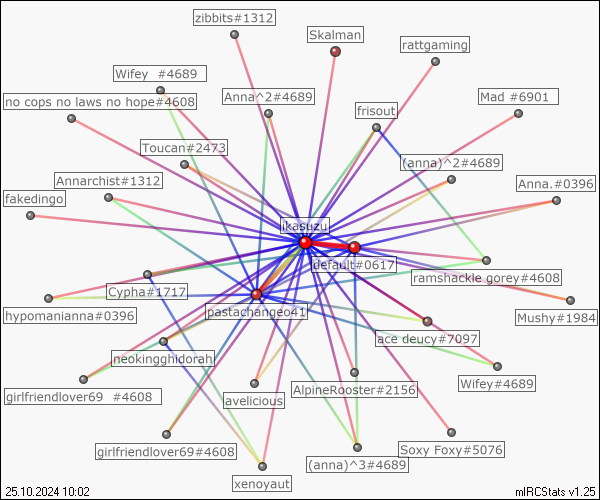 zibbits#1312
Skalman
rattgaming
Wifey  #4689
no cops no laws no hope#4608
Anna^2#4689
Mad #6901
frisout
Toucan#2473
(anna)^2#4689
Annarchist#1312
Anna.#0396
fakedingo
ikasuzu
default#0617
ramshackle gorey#4608
Cypha#1717
pastachangeo41
hypomanianna#0396
Mushy#1984
ace deucy#7097
neokingghidorah
AlpineRooster#2156
Wifey#4689
girlfriendlover69  #4608
avelicious
girlfriendlover69#4608
Soxy Foxy#5076
(anna)^3#4689
xenoyaut
25.10.2024 10:02
mIRCStats v1.25